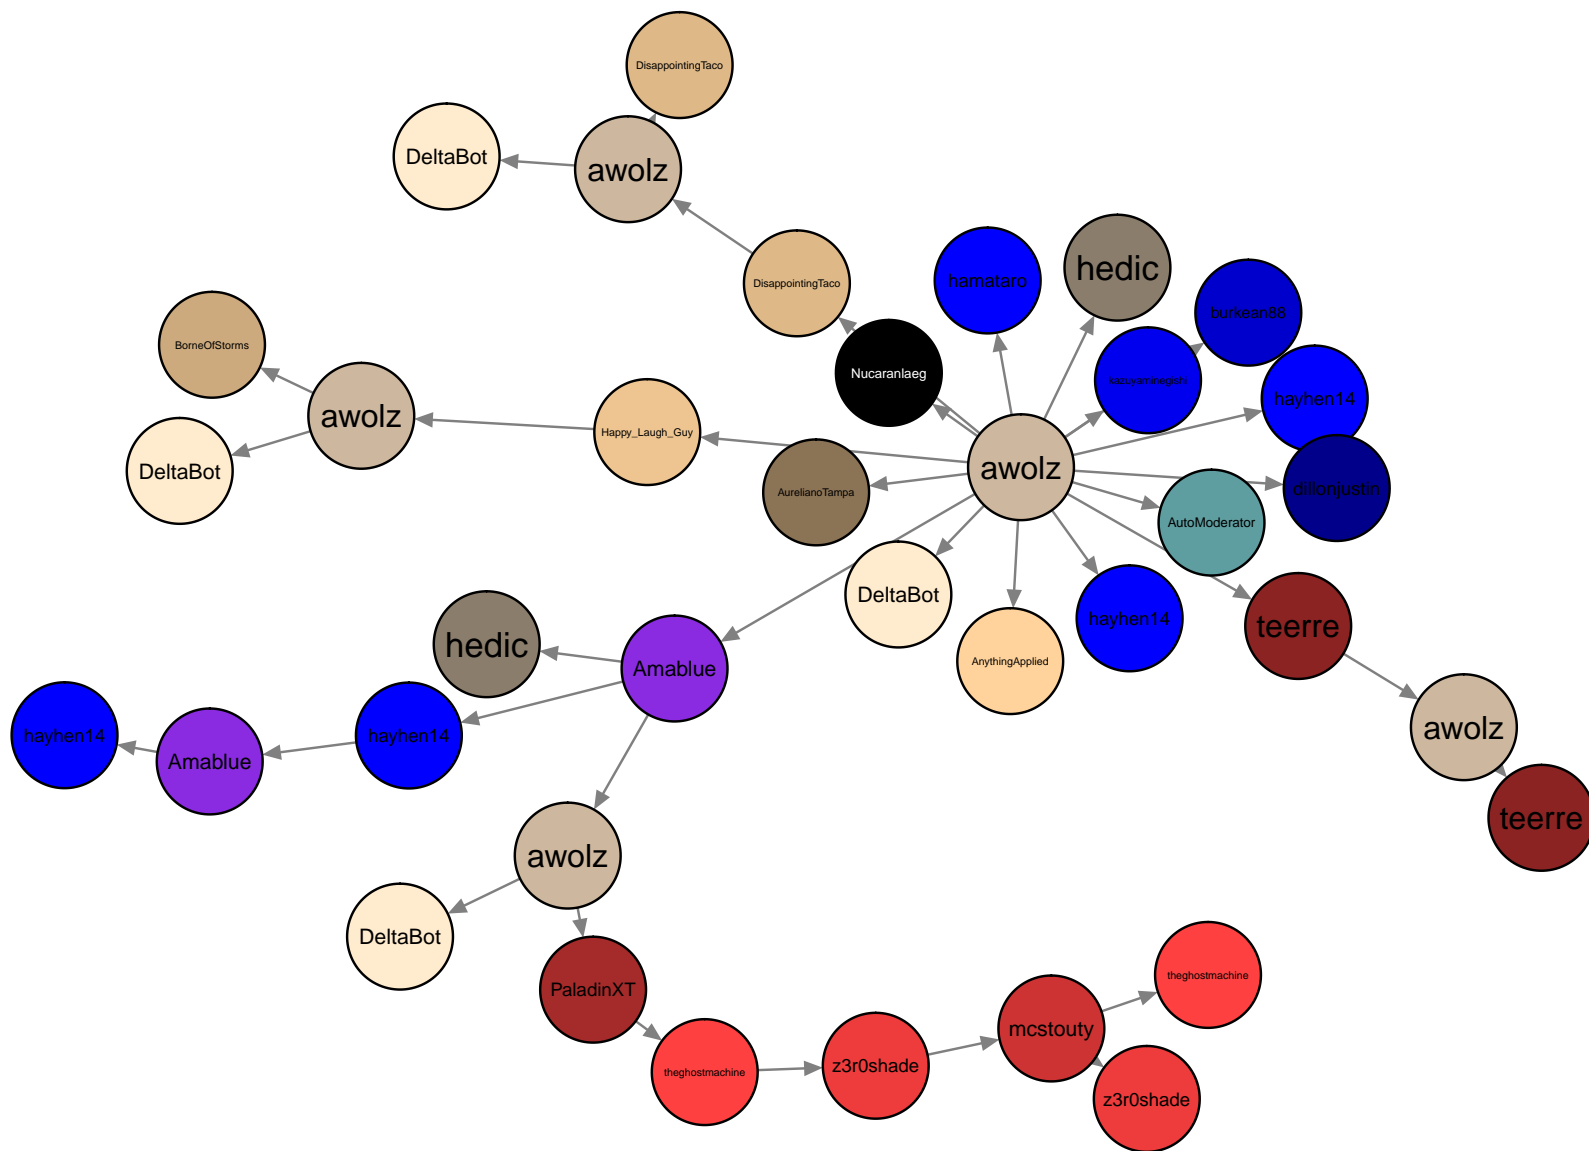 DisappointingTaco
DeltaBot
awolz
DisappointingTaco
hamataro
hedic
burkean88
BorneOfStorms
Nucaranlaeg
kazuyaminegishi
hayhen14
awolz
Happy_Laugh_Guy
DeltaBot
awolz
AurelianoTampa
dillonjustin
AutoModerator
DeltaBot
hayhen14
teerre
hedic
Amablue
AnythingApplied
hayhen14
Amablue
hayhen14
awolz
teerre
awolz
DeltaBot
PaladinXT
theghostmachine
mcstouty
theghostmachine
z3r0shade
z3r0shade